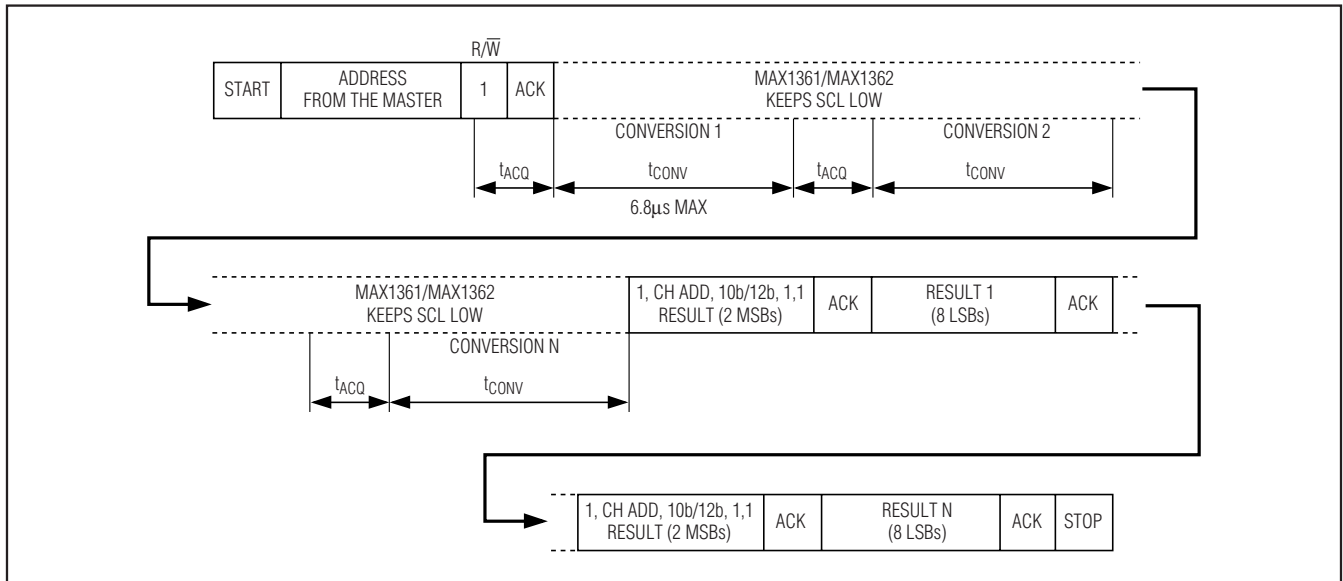 R/W̅
START
ADDRESS
FROM THE MASTER
1
ACK
MAX1361/MAX1362
KEEPS SCL LOW
CONVERSION 1
CONVERSION 2
tACQ
tCONV
tACQ
tCONV
6.8μs MAX
MAX1361/MAX1362
KEEPS SCL LOW
1, CH ADD, 10b/12b, 1,1
RESULT (2 MSBs)
ACK
RESULT 1
(8 LSBs)
ACK
CONVERSION N
tACQ
tCONV
1, CH ADD, 10b/12b, 1,1
RESULT (2 MSBs)
ACK
RESULT N
(8 LSBs)
ACK
STOP